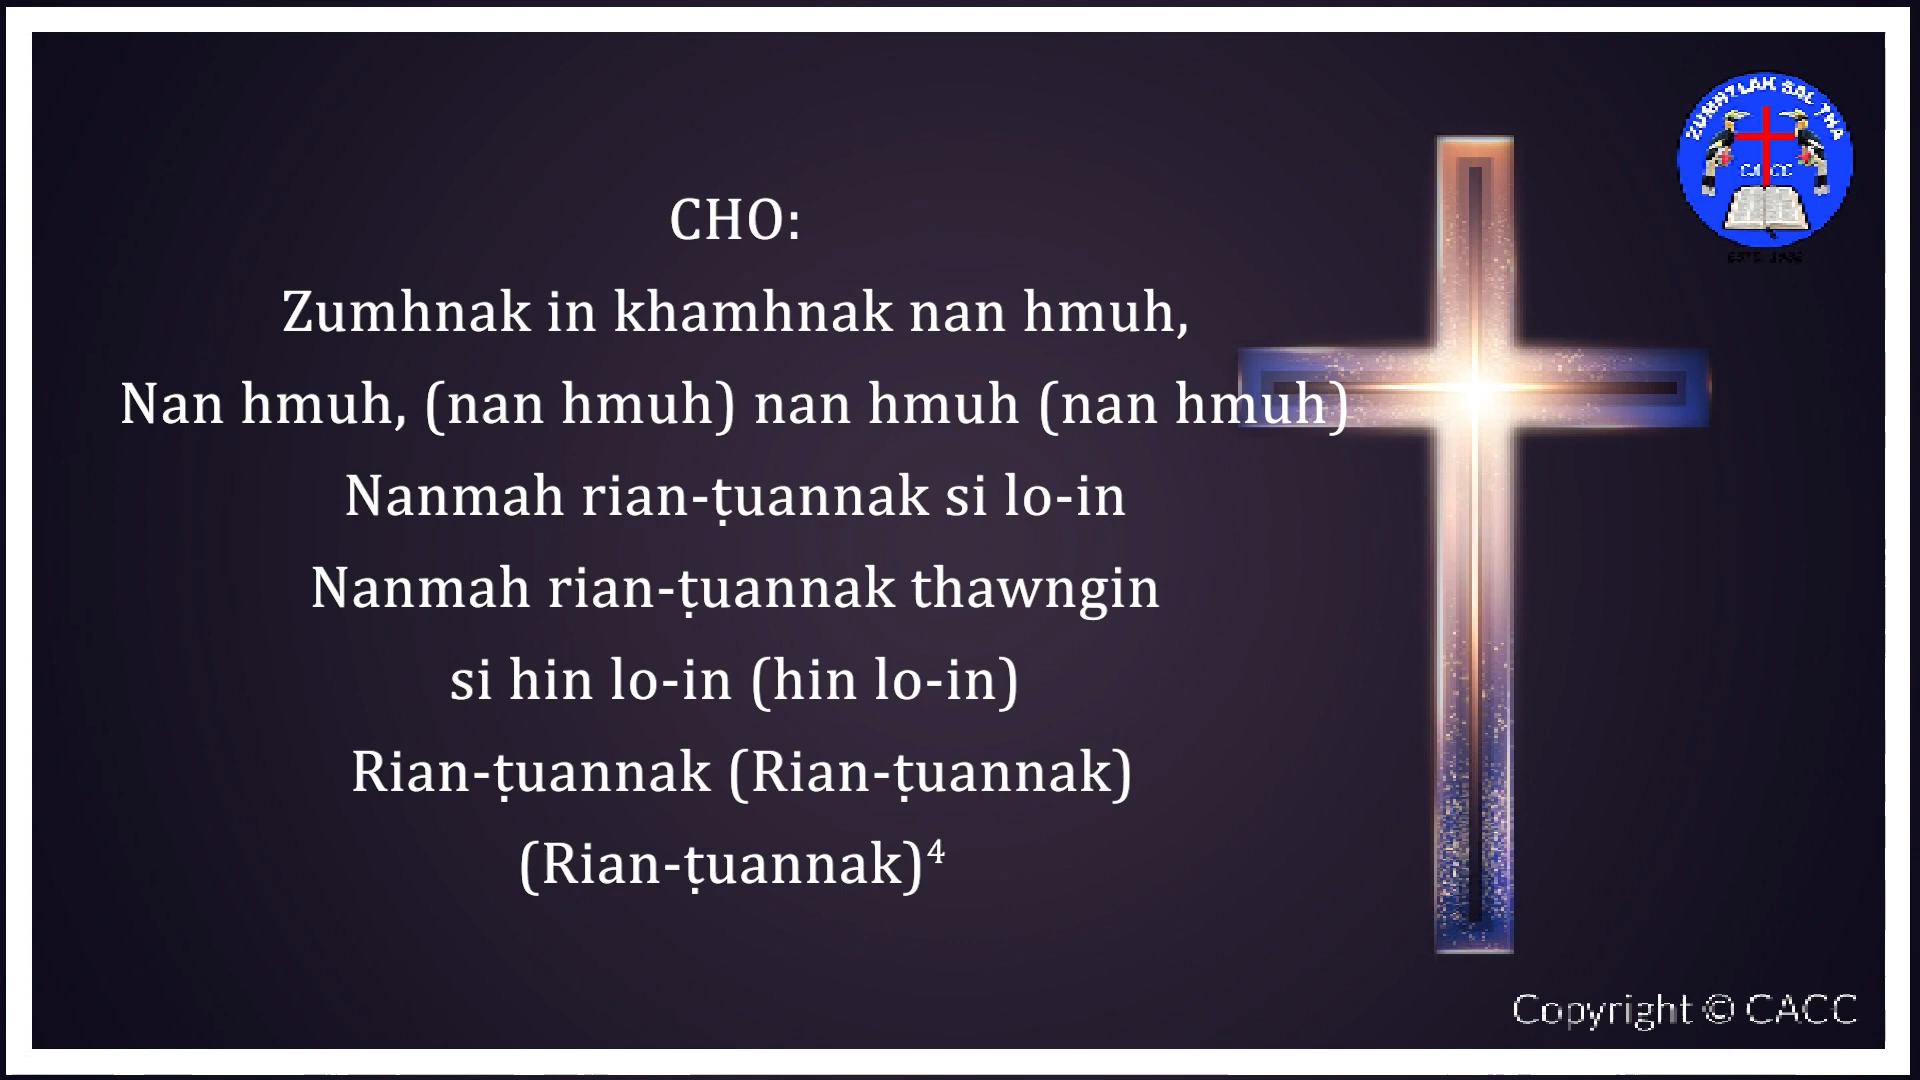 CHO:
Zumhnak in khamhnak nan hmuh,
Nan hmuh, (nan hmuh) nan hmuh (nan hmuh)
Nanmah rian-ṭuannak si lo-in
Nanmah rian-ṭuannak thawngin
si hin lo-in (hin lo-in)
Rian-ṭuannak (Rian-ṭuannak)
(Rian-ṭuannak)⁴
SAL THA
CACC
Copyright © CACC